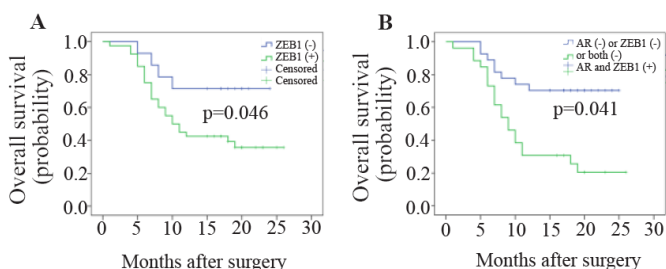 A
Overall survival
(probability)
1.0
0.8
0.6
0.4
0.2
0.0
0 5 10 15 20 25 30
Months after surgery
ZEB1 (-)
ZEB1 (+)
Censored
Censored
p=0.046
B
Overall survival
(probability)
1.0
0.8
0.6
0.4
0.2
0.0
0 5 10 15 20 25 30
Months after surgery
AR (-) or ZEB1 (-)
or both (-)
AR and ZEB1 (+)
p=0.041